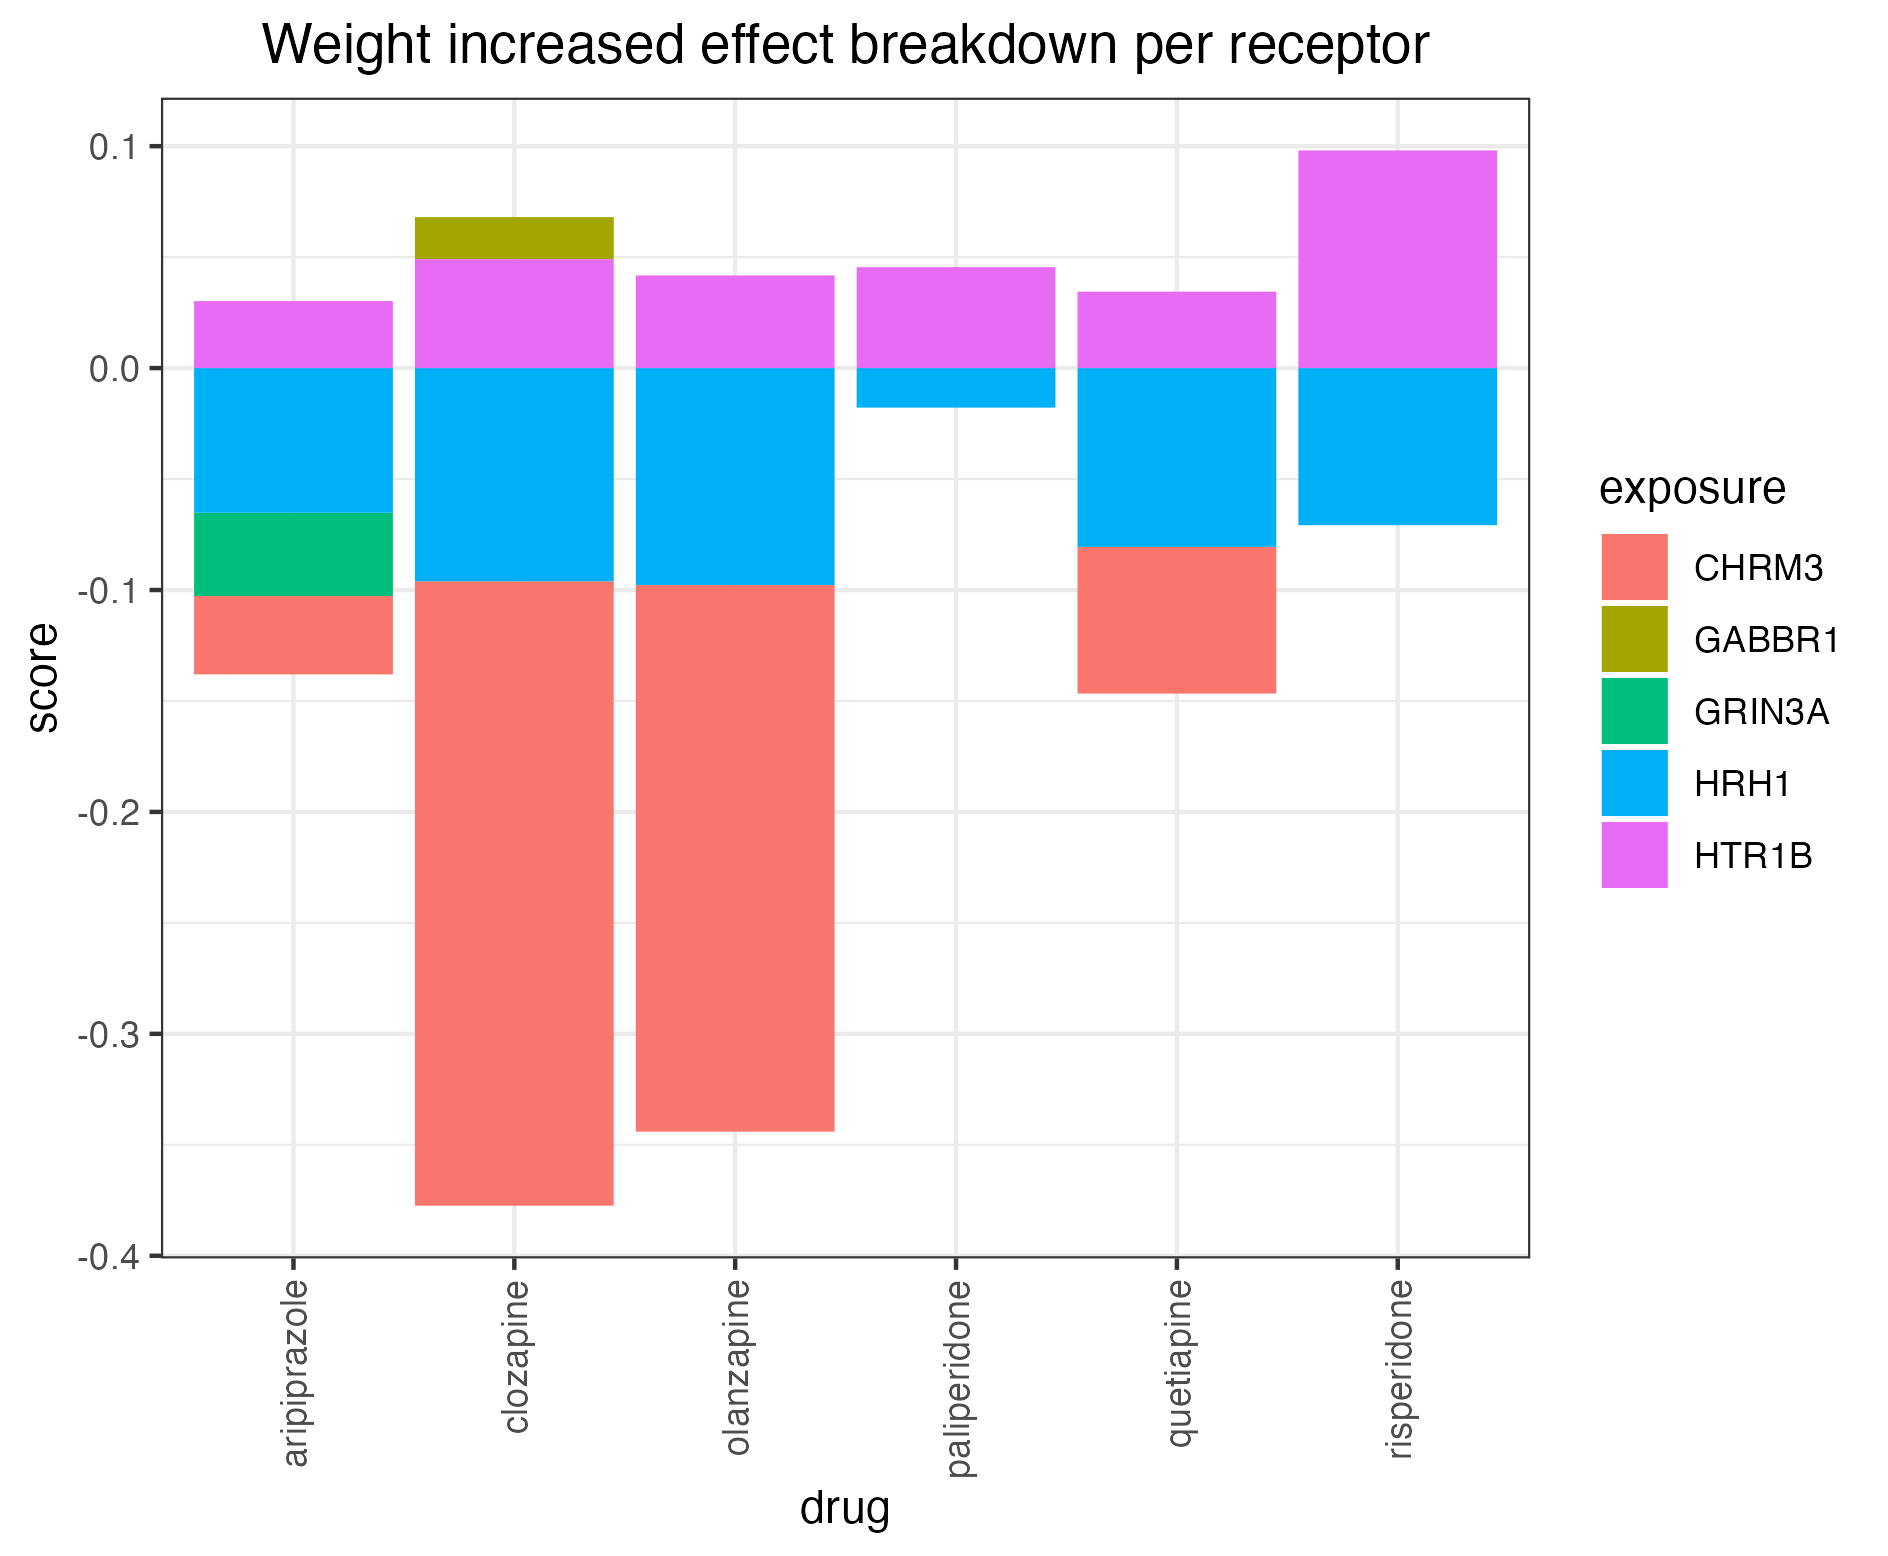 Weight increased effect breakdown per receptor
0.1
0.0
-0.1
-0.2
-0.3
-0.4
score
aripiprazole
clozapine
olanzapine
paliperidone
quetiapine
risperidone
drug
exposure
CHRM3
GABBR1
GRIN3A
HRH1
HTR1B